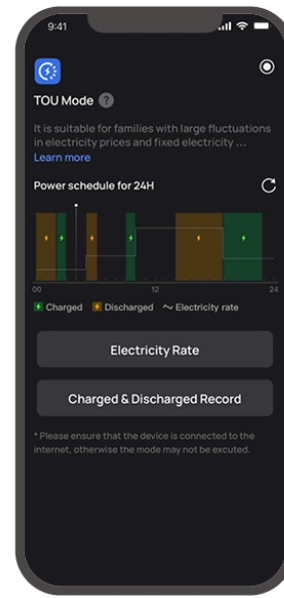 9:41
TOU Mode ?
It is suitable for families with large fluctuations
in electricity prices and fixed electricity ...
Learn more
Power schedule for 24H
00 12 24
Charged Discharged Electricity rate
Electricity Rate
Charged & Discharged Record
* Please ensure that the device is connected to the
internet, otherwise the mode may not be excuted.